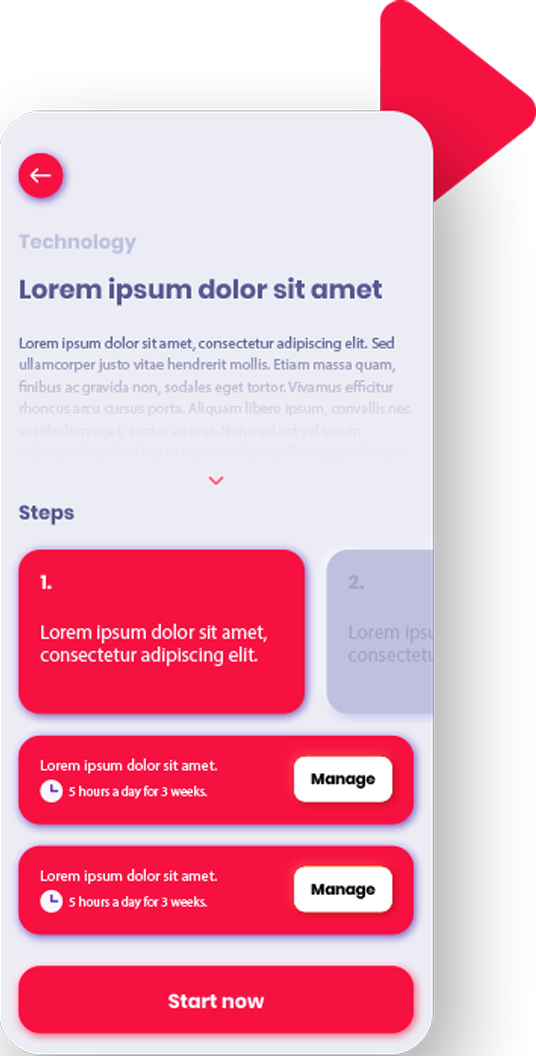 Technology
Lorem ipsum dolor sit amet
Lorem ipsum dolor sit amet, consectetur adipiscing elit. Sed
ullamcorper justo vitae hendrerit mollis. Etiam massa quam,
finibus ac gravida non, sodales eget tortor. Vivamus efficitur
rhoncus arcu cursus porta. Aliquam libero ipsum, convallis nec
vestibulum eget, auctor ac erat. Nunc vel est vel ipsum
Steps
1.
Lorem ipsum dolor sit amet,
consectetur adipiscing elit.
2.
Lorem ipsu
consectetu
Lorem ipsum dolor sit amet.
5 hours a day for 3 weeks.
Manage
Lorem ipsum dolor sit amet.
5 hours a day for 3 weeks.
Manage
Start now